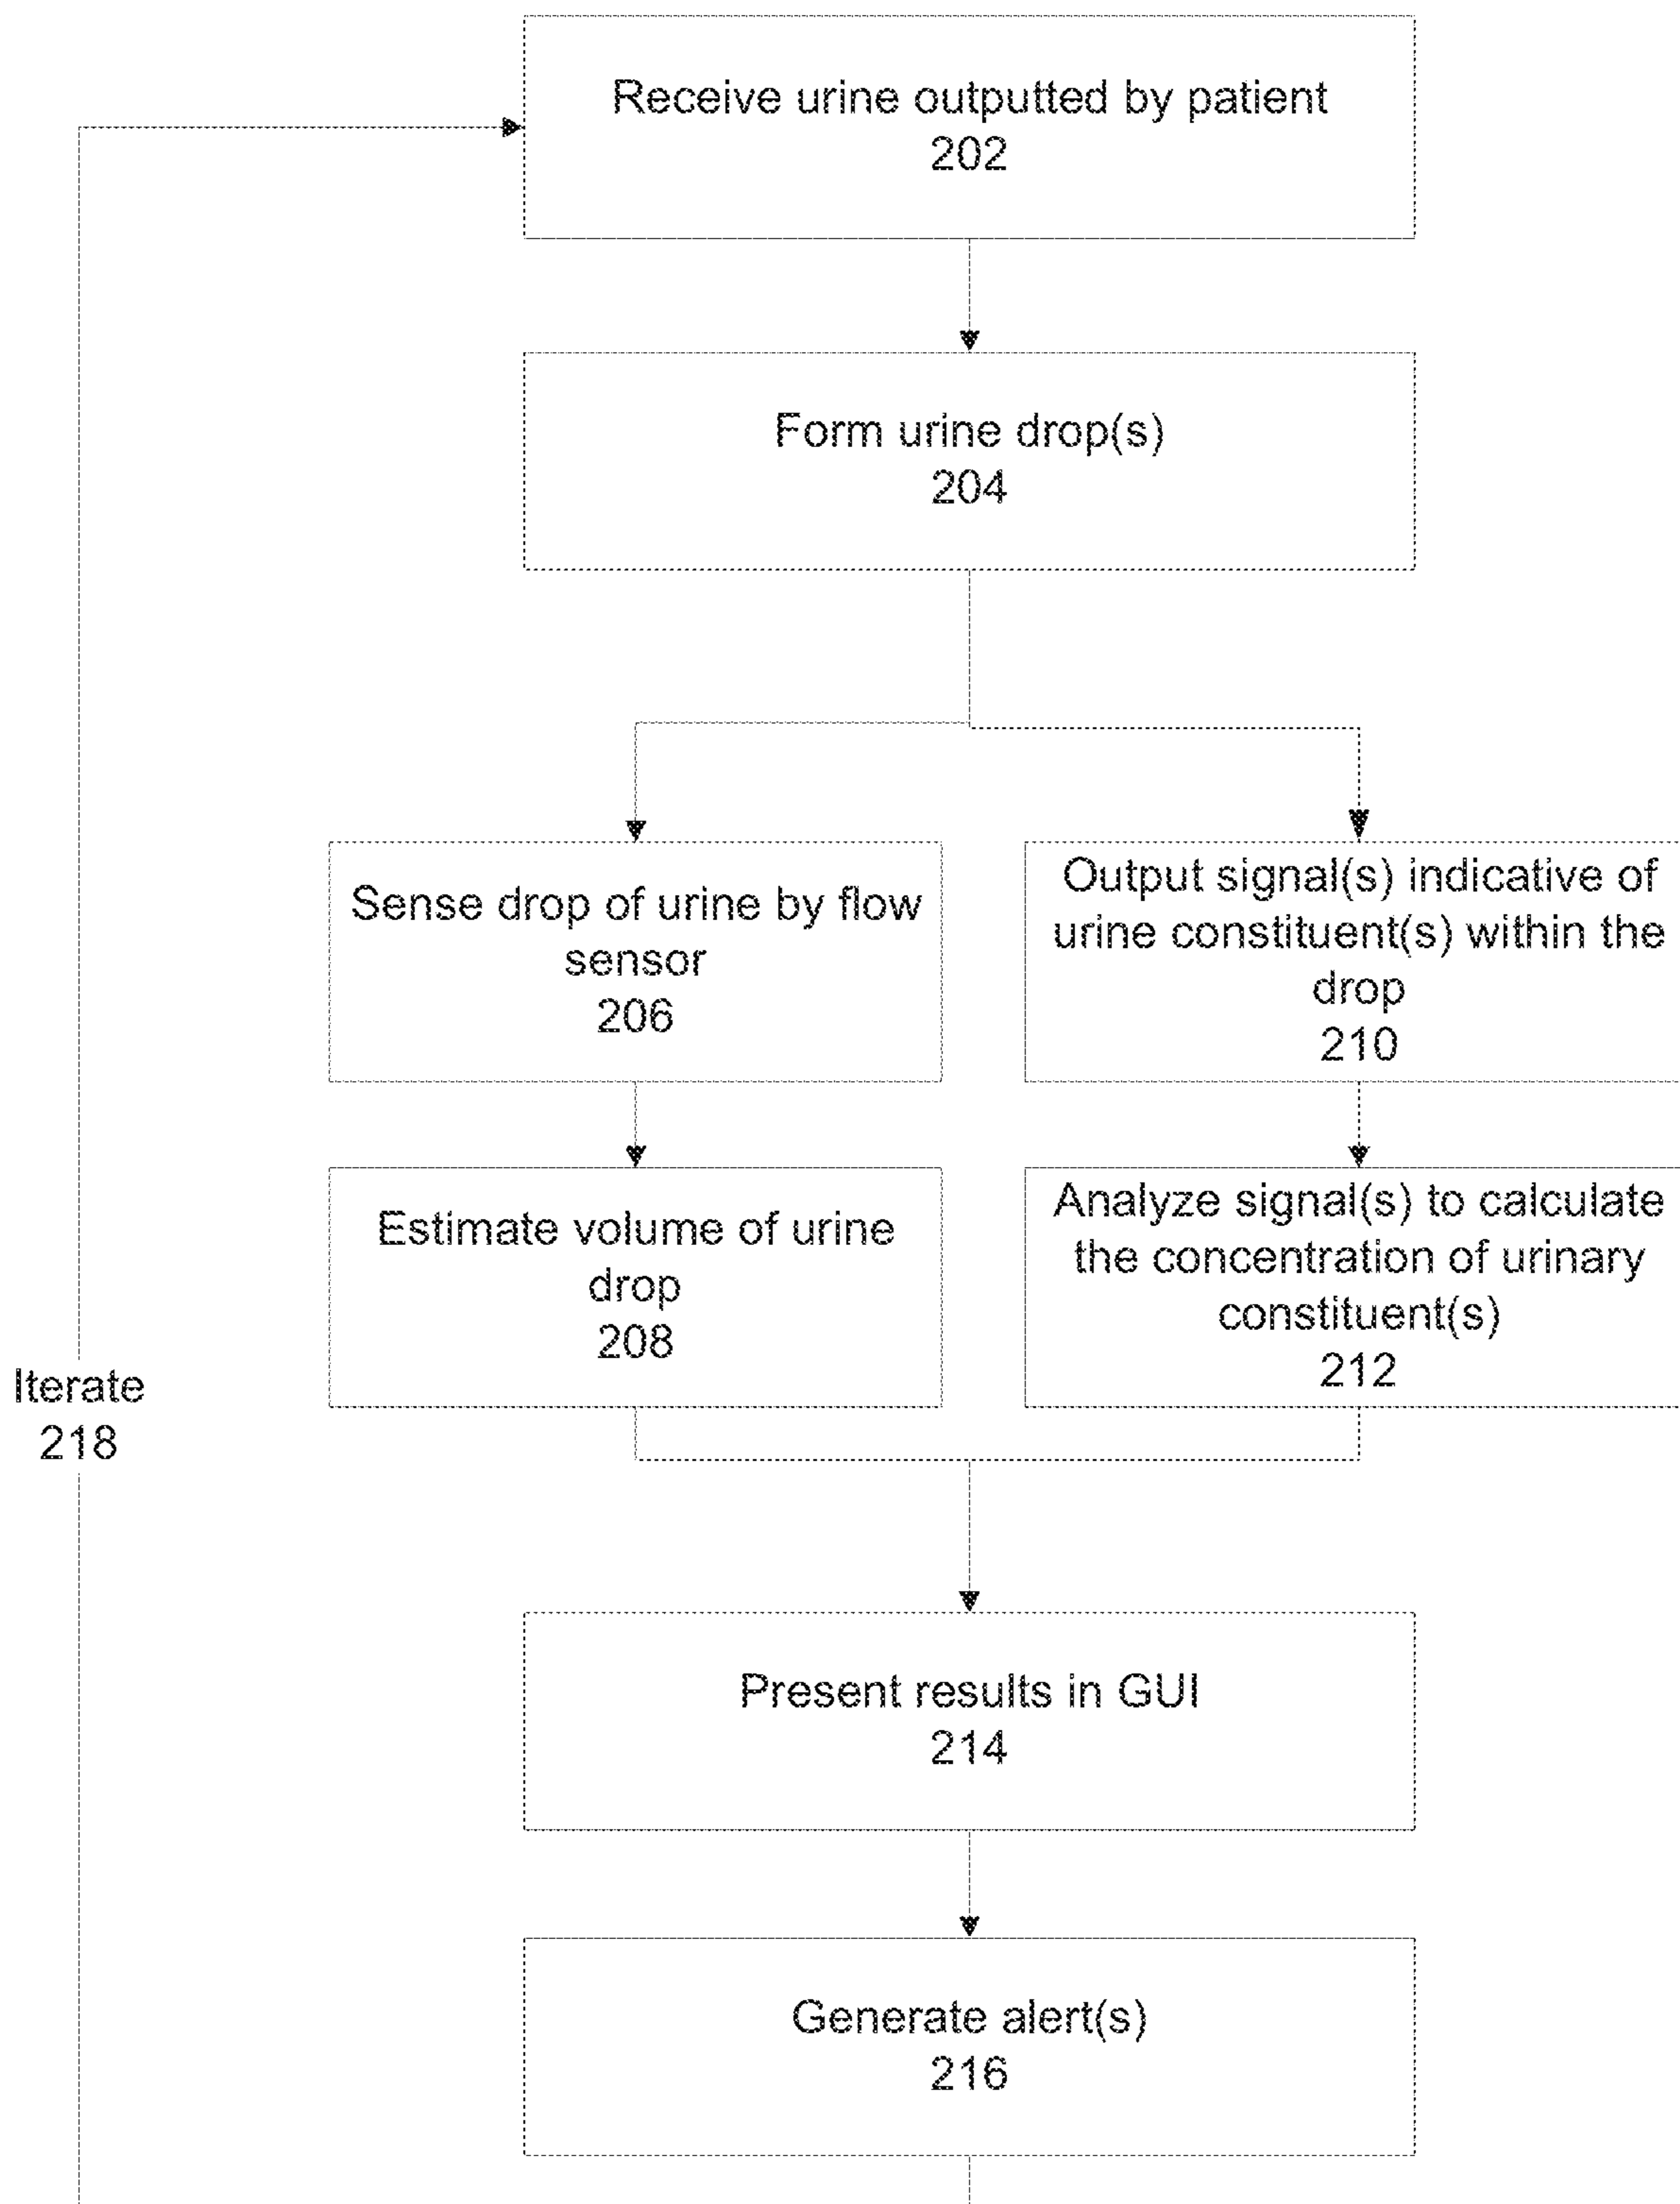 Receive urine outputted by patient
202
Form urine drop(s)
204
Sense drop of urine by flow
sensor
206
Output signal(s) indicative of
urine constituent(s) within the
drop
210
Estimate volume of urine
drop
208
Analyze signal(s) to calculate
the concentration of urinary
constituent(s)
212
Iterate
218
Present results in GUI
214
Generate alert(s)
216